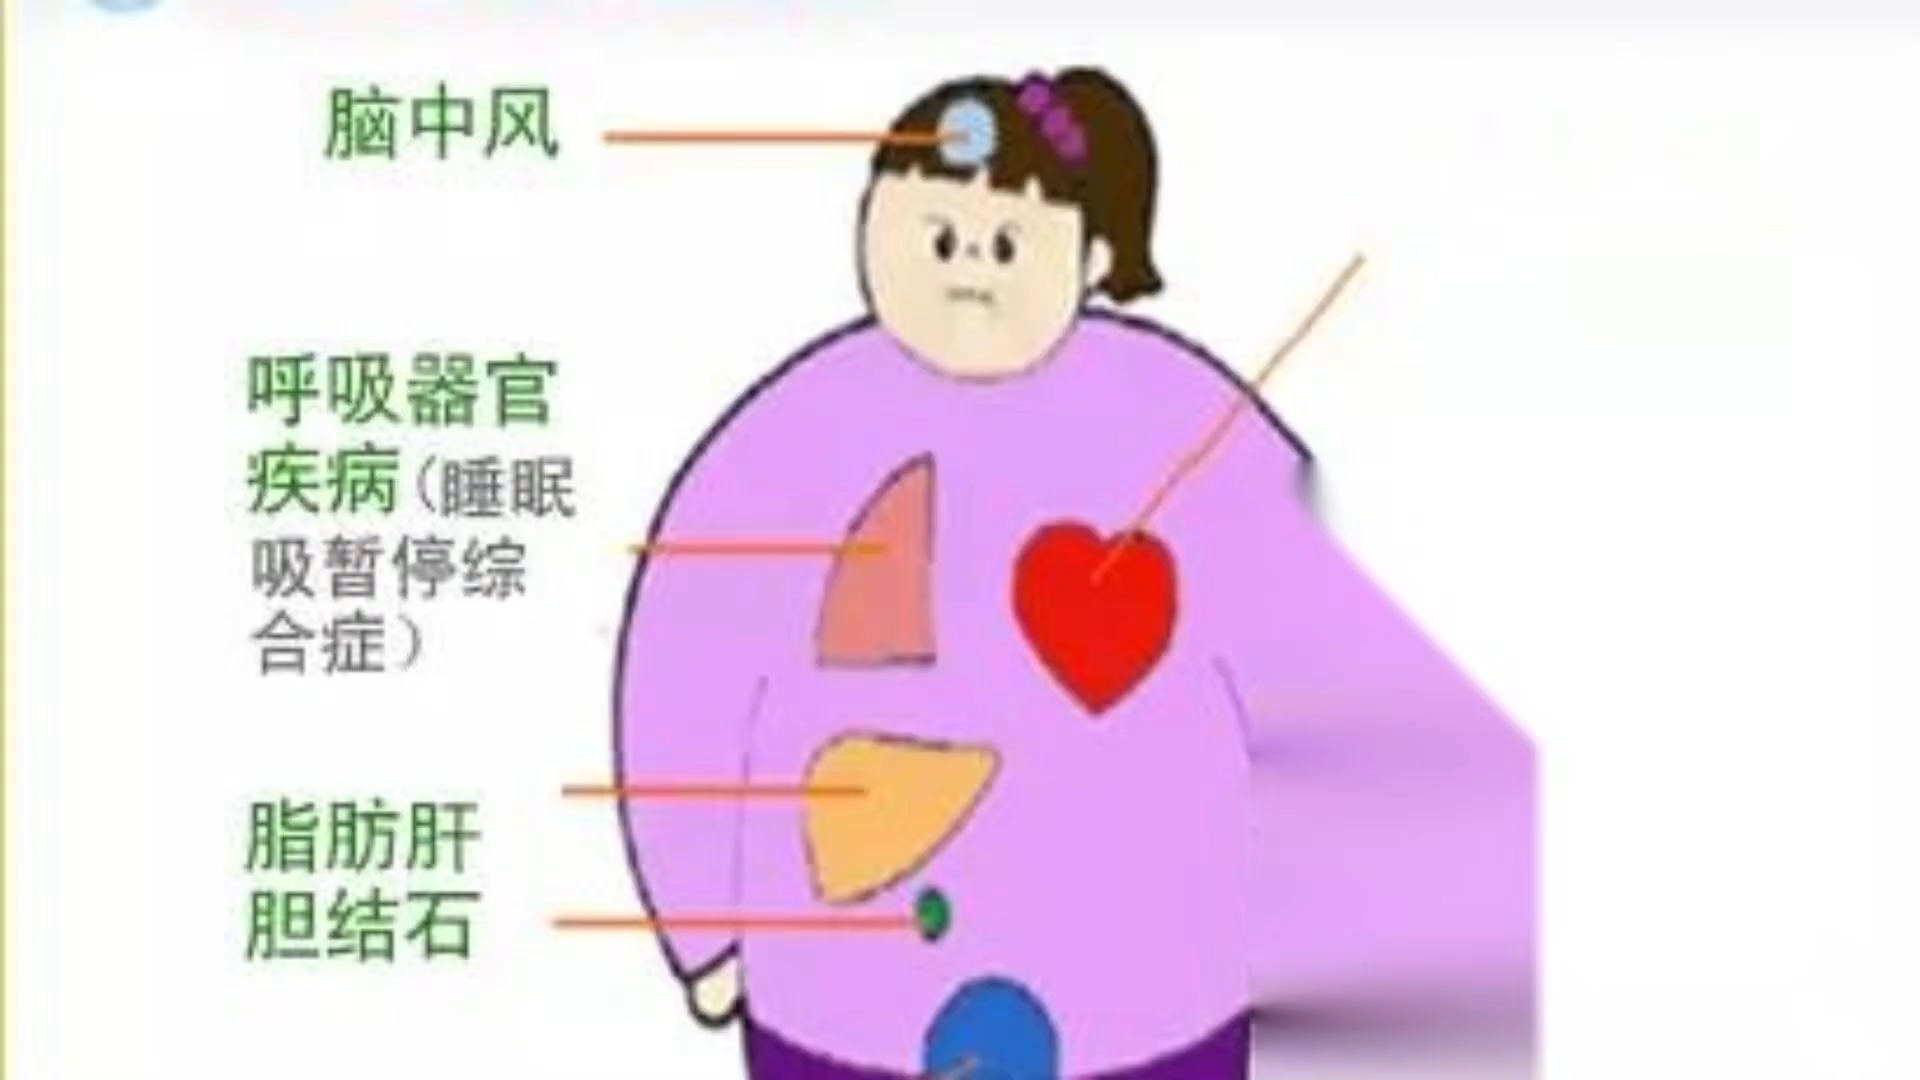 脑中风
呼吸器官
疾病(睡眠
吸暂停综
合症)
脂肪肝
胆结石